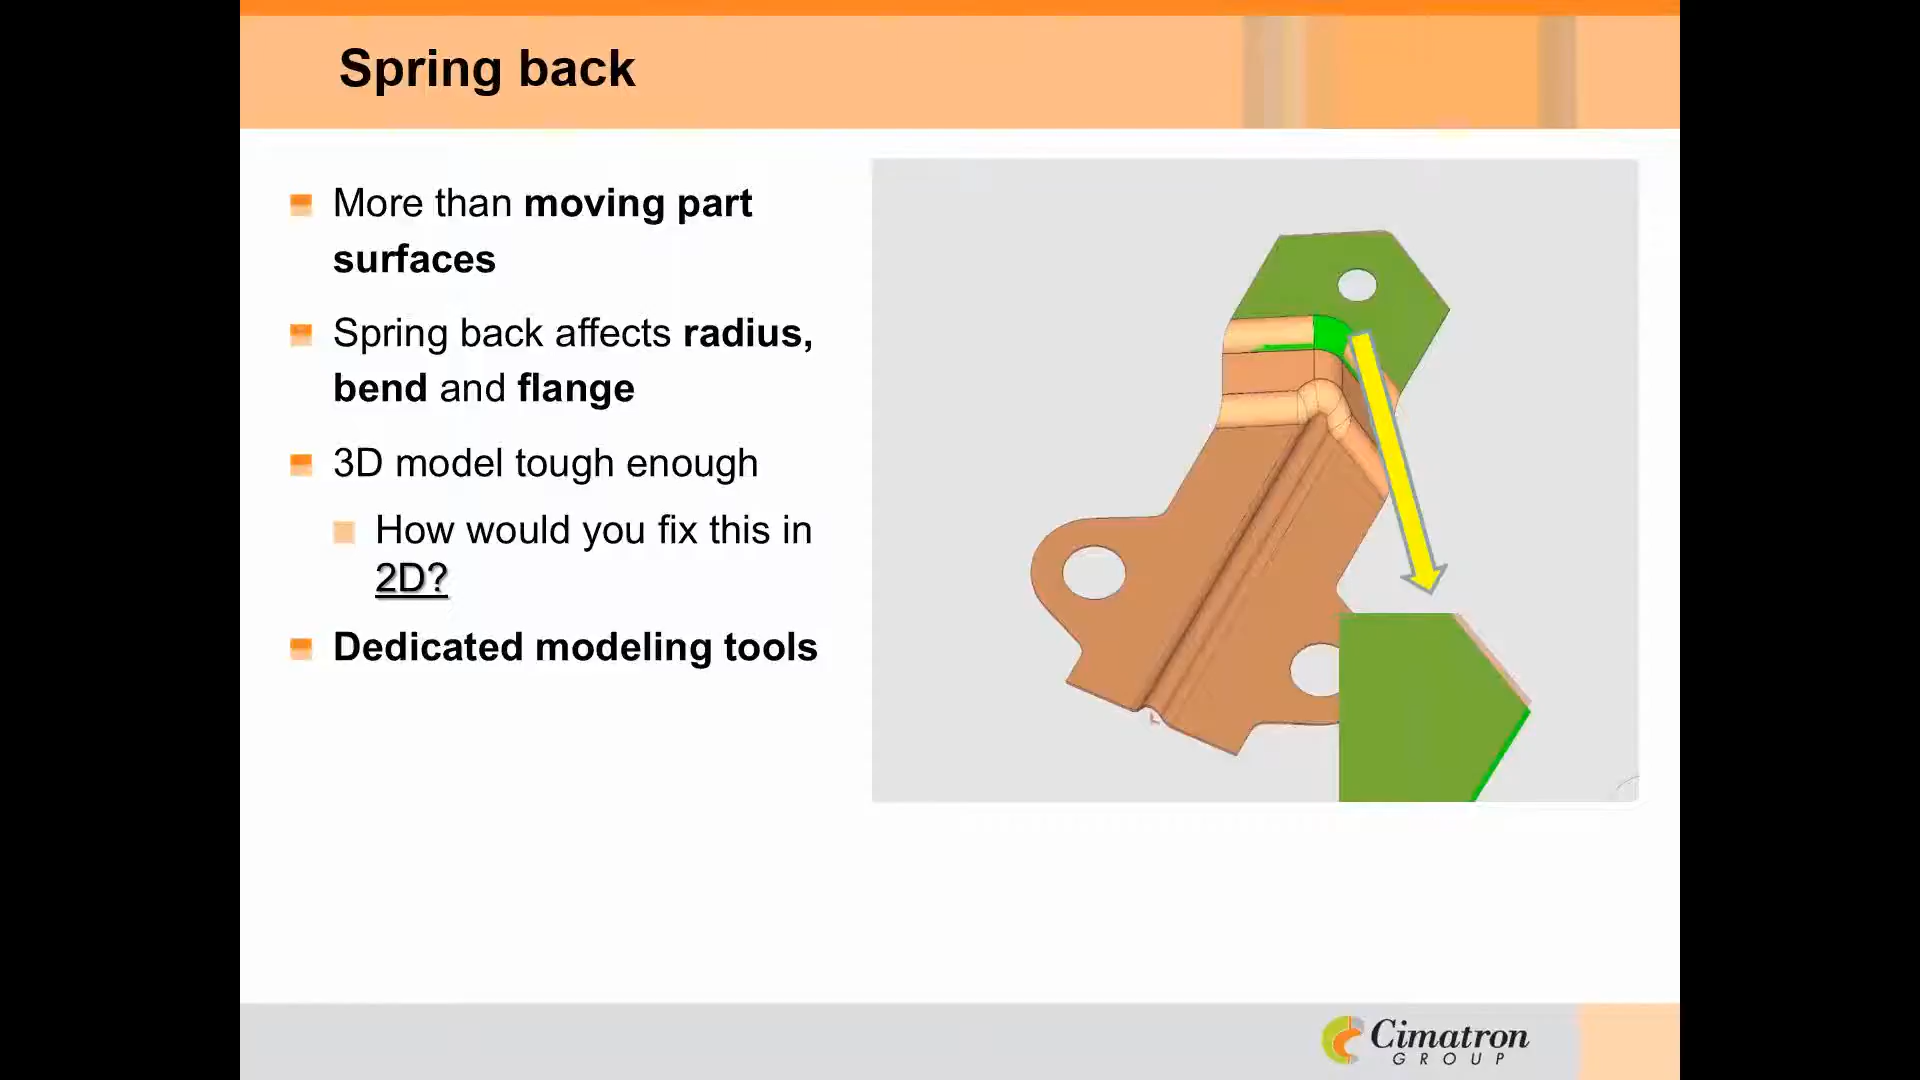 Spring back
More than moving part
surfaces
Spring back affects radius,
bend and flange
3D model tough enough
How would you fix this in
2D?
Dedicated modeling tools
Cimatron
GROUP